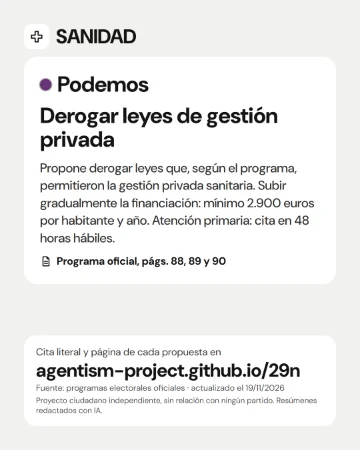 SANIDAD
Podemos
Derogar leyes de gestión
privada
Propone derogar leyes que, según el programa,
permitieron la gestión privada sanitaria. Subir
gradualmente la financiación: mínimo 2.900 euros
por habitante y año. Atención primaria: cita en 48
horas hábiles.
Programa oficial, págs. 88, 89 y 90
Cita literal y página de cada propuesta en
agentism-project.github.io/29n
Fuente: programas electorales oficiales · actualizado el 19/11/2026
Proyecto ciudadano independiente, sin relación con ningún partido. Resúmenes
redactados con IA.